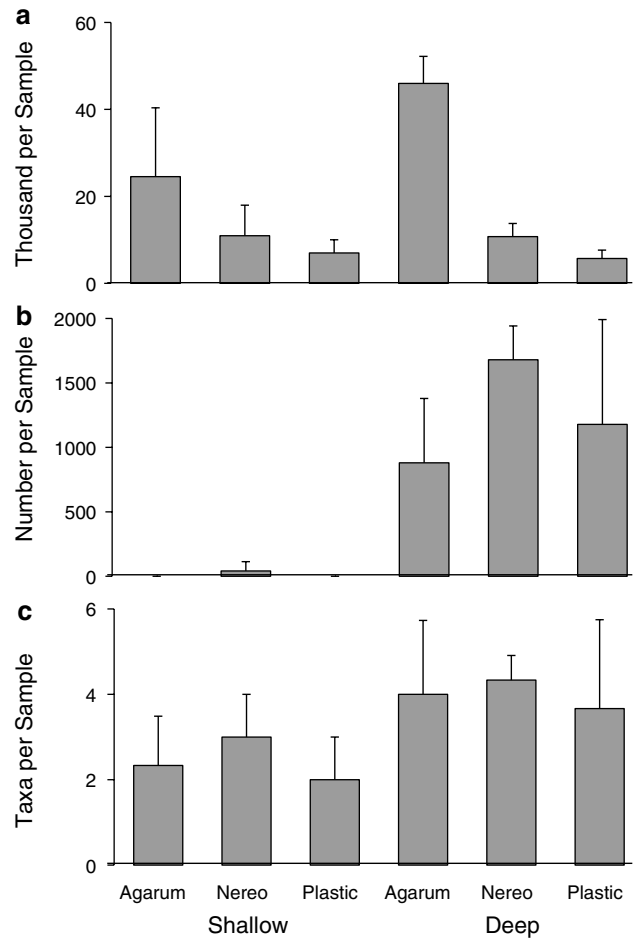 a
60
40
20
0
Thousand per Sample
b
2000
1500
1000
500
0
Number per Sample
c
6
4
2
0
Taxa per Sample
Agarum Nereo Plastic Agarum Nereo Plastic
Shallow Deep